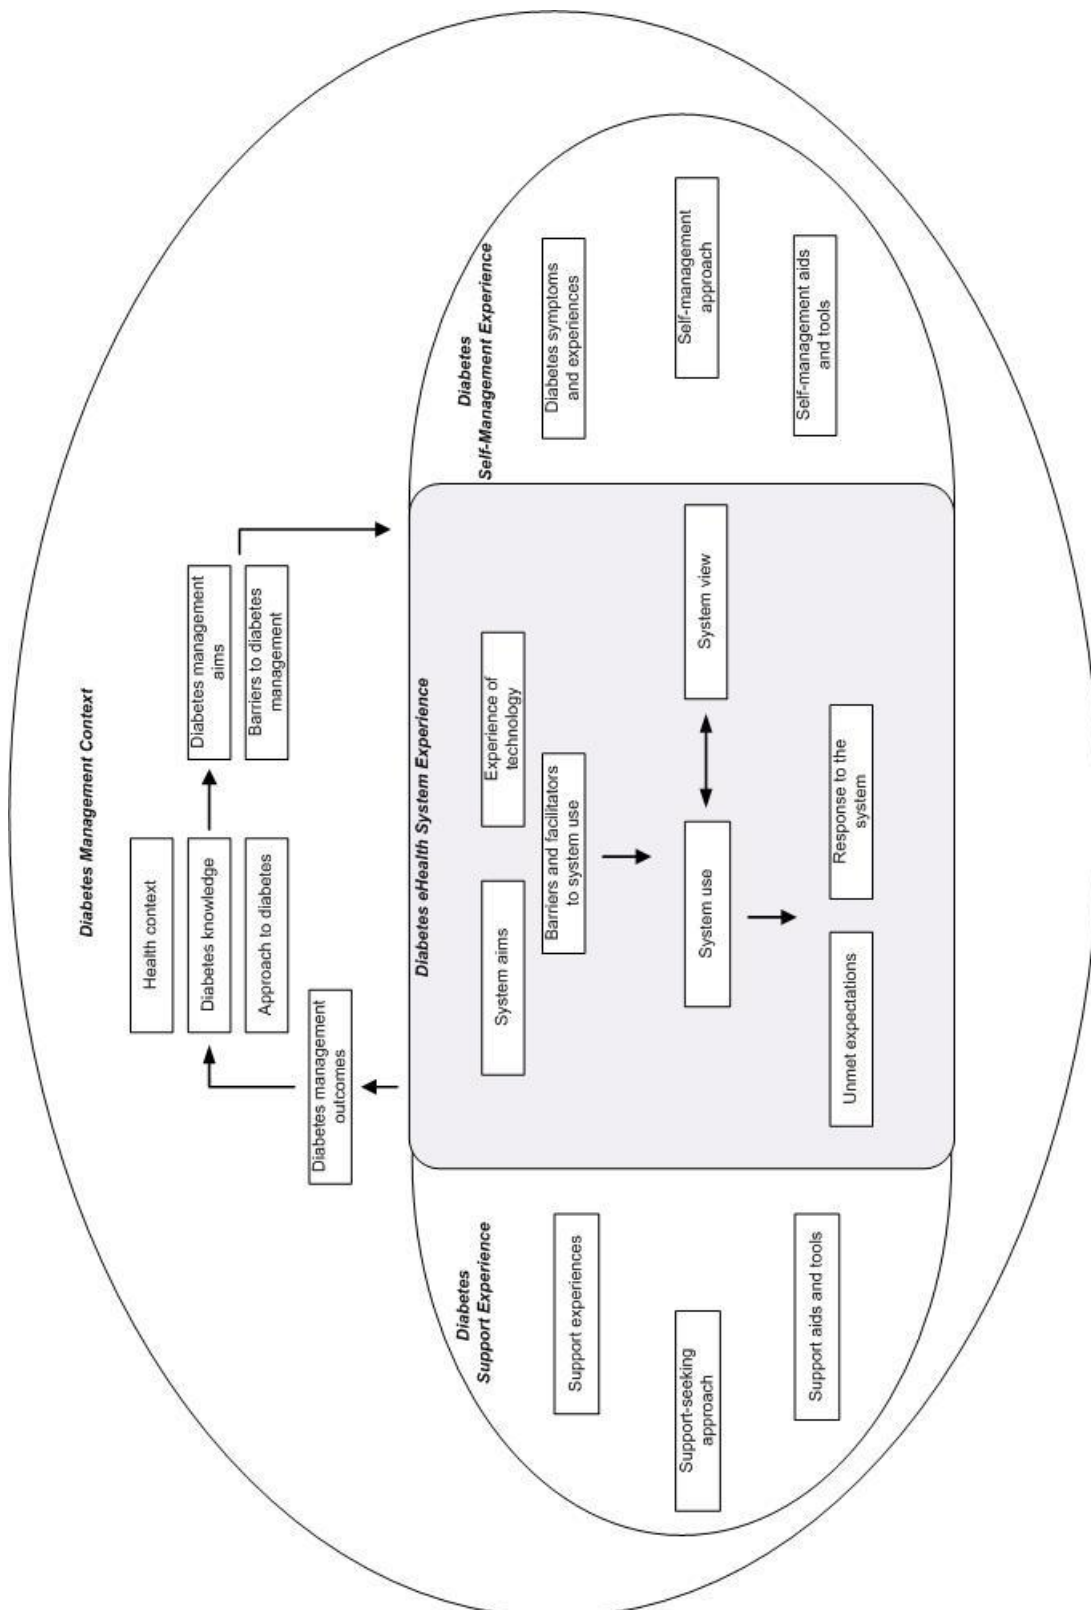 Diabetes Management Context
Health context
Diabetes knowledge
Approach to diabetes
Diabetes management
aims
Barriers to diabetes
management
Diabetes management
outcomes
Diabetes
Support Experience
Support experiences
Support-seeking
approach
Support aids and tools
Diabetes eHealth System Experience
System aims
Experience of
technology
Barriers and facilitators
to system use
System use
System view
Unmet expectations
Response to the
system
Diabetes
Self-Management Experience
Diabetes symptoms
and experiences
Self-management
approach
Self-management aids
and tools